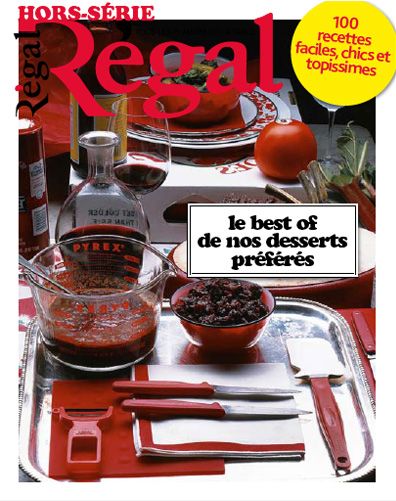 HORS-SÉRIE
Régal
Régal
100
recettes
faciles, chics et
topissimes
le best of
de nos desserts
préférés
PYREX